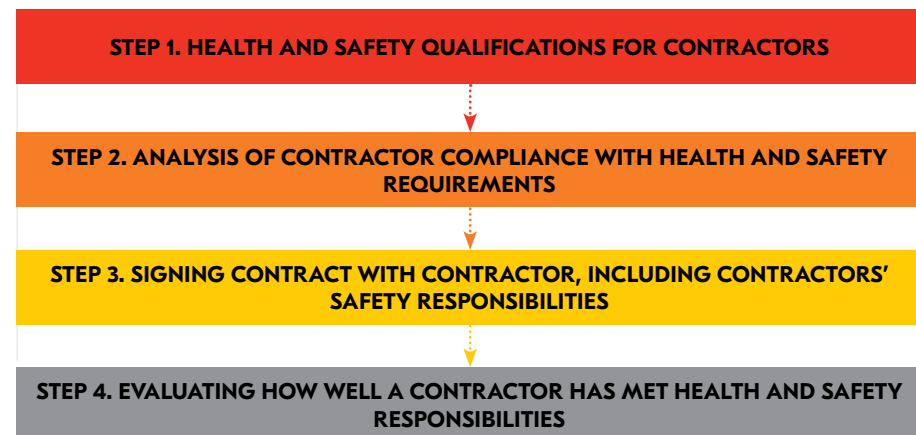 STEP 1. HEALTH AND SAFETY QUALIFICATIONS FOR CONTRACTORS
STEP 2. ANALYSIS OF CONTRACTOR COMPLIANCE WITH HEALTH AND SAFETY
REQUIREMENTS
STEP 3. SIGNING CONTRACT WITH CONTRACTOR, INCLUDING CONTRACTORS’
SAFETY RESPONSIBILITIES
STEP 4. EVALUATING HOW WELL A CONTRACTOR HAS MET HEALTH AND SAFETY
RESPONSIBILITIES